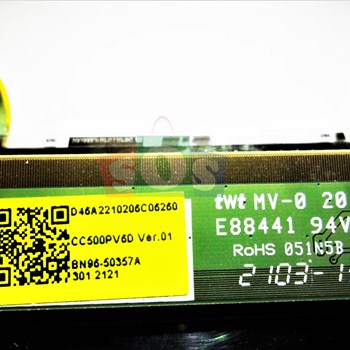 SOS
D46A2210206C06260
CC500PV6D Ver.01
BN96-50357A
301 2121
twt MV-0 20
E88441 94V
RoHS 051N5B
2103-1